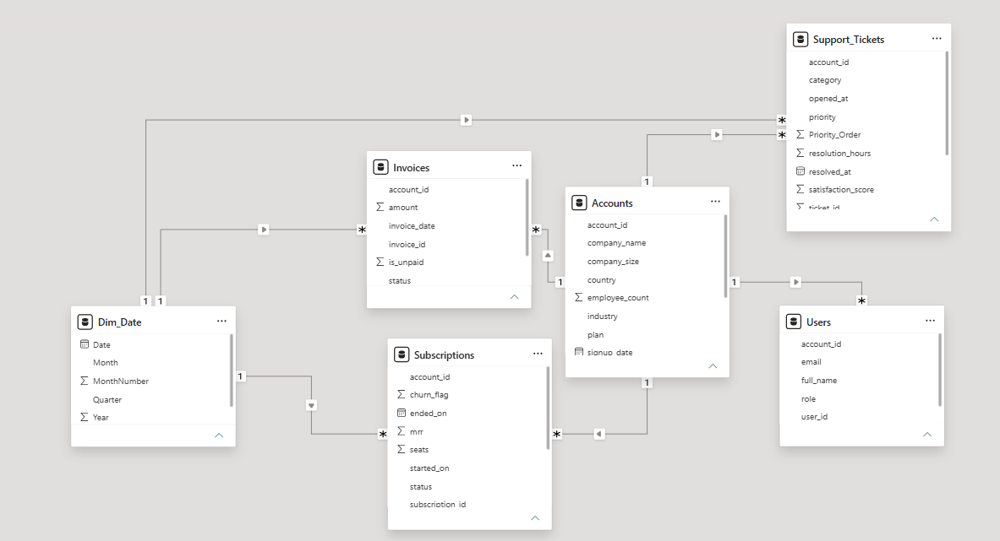 Support_Tickets
account_id
category
opened_at
priority
Priority_Order
resolution_hours
resolved_at
satisfaction_score
ticket_id
*
*
1
Invoices
account_id
amount
invoice_date
invoice_id
is_unpaid
status
*
*
1
Accounts
account_id
company_name
company_size
country
employee_count
industry
plan
signup_date
1
1
*
1
1
Dim_Date
Date
Month
MonthNumber
Quarter
Year
1
Subscriptions
account_id
churn_flag
ended_on
mrr
seats
started_on
status
subscription_id
*
*
Users
account_id
email
full_name
role
user_id